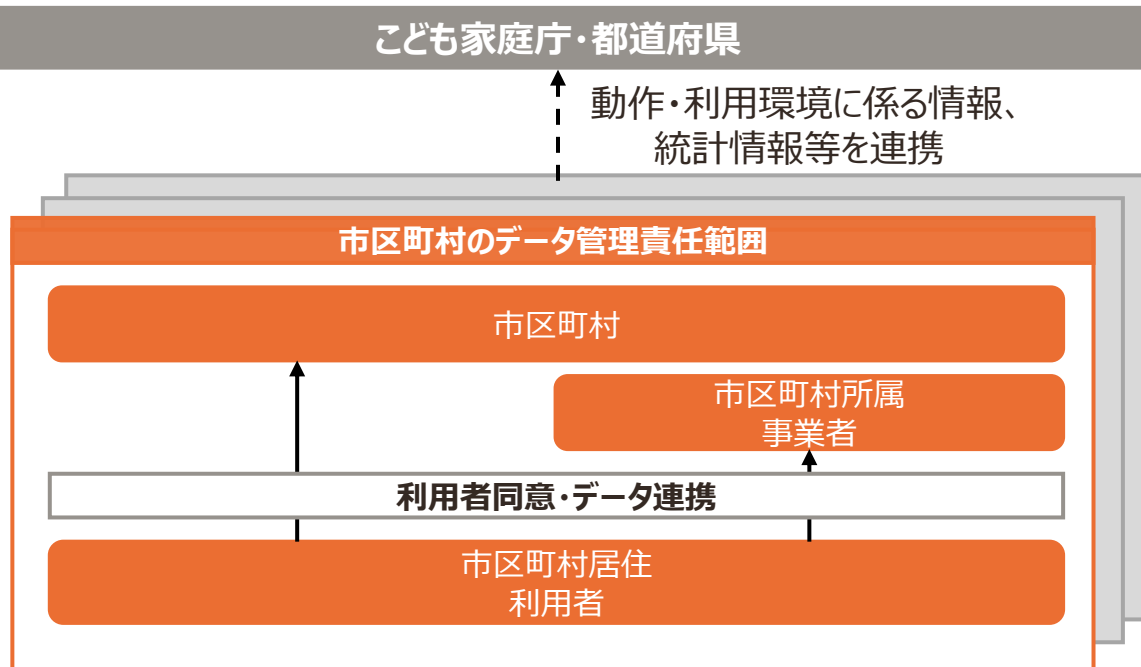 こども家庭庁・都道府県
動作・利用環境に係る情報、
統計情報等を連携
市区町村のデータ管理責任範囲
市区町村
市区町村所属
事業者
利用者同意・データ連携
市区町村居住
利用者